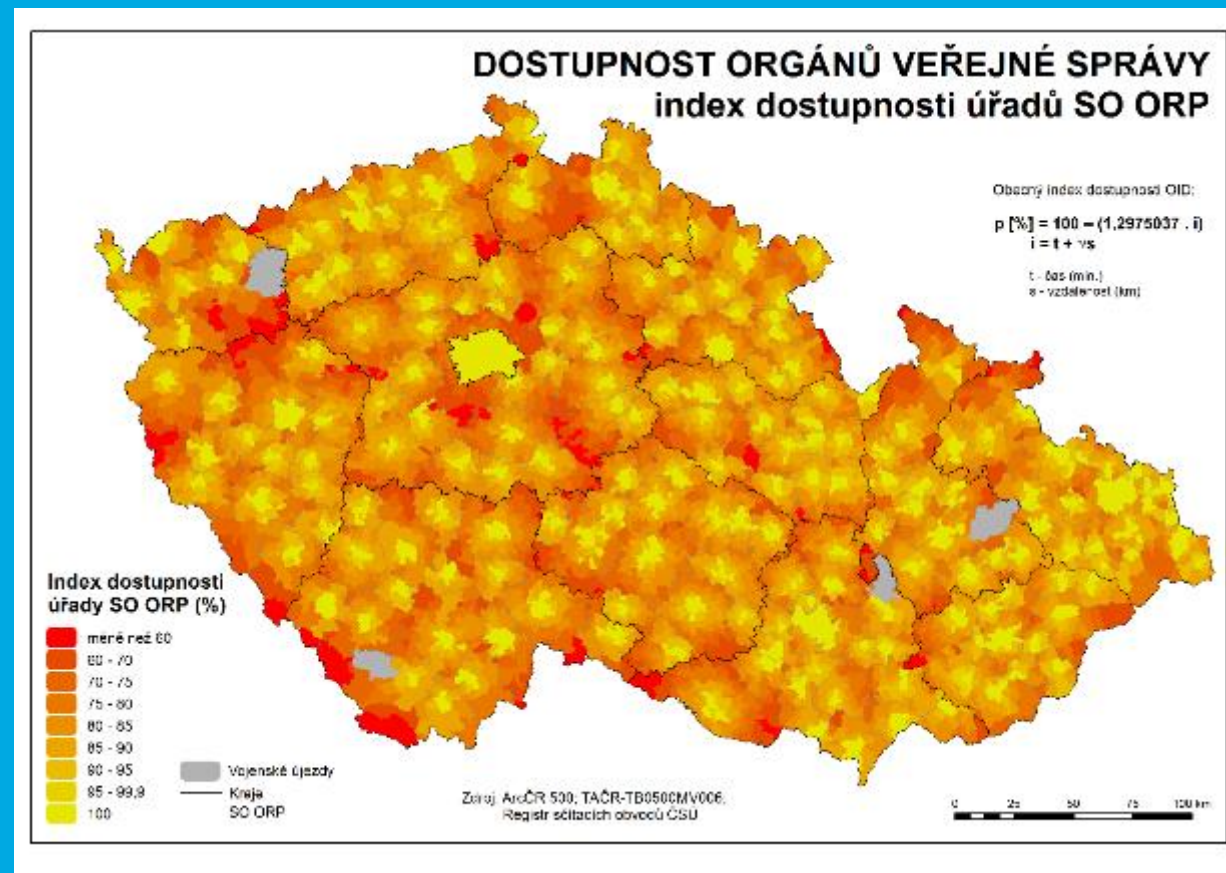 DOSTUPNOST ORGÁNŮ VEŘEJNÉ SPRÁVY
index dostupnosti úřadů SO ORP
Obecný index dostupnosti OID:
p [%] = 100 – (1,2975037 . i)
i = t + √s
t - čas (min.)
s - vzdálenost (km)
Index dostupnosti
úřady SO ORP (%)
méně než 60
60 - 70
70 - 75
75 - 80
80 - 85
85 - 90
90 - 95
95 - 99,9
100
Vojenské újezdy
Kraje
SO ORP
Zdroj: ArcČR 500; TAČR-TB0500MV006;
Registr sčítacích obvodů ČSÚ
0 25 50 75 100 km